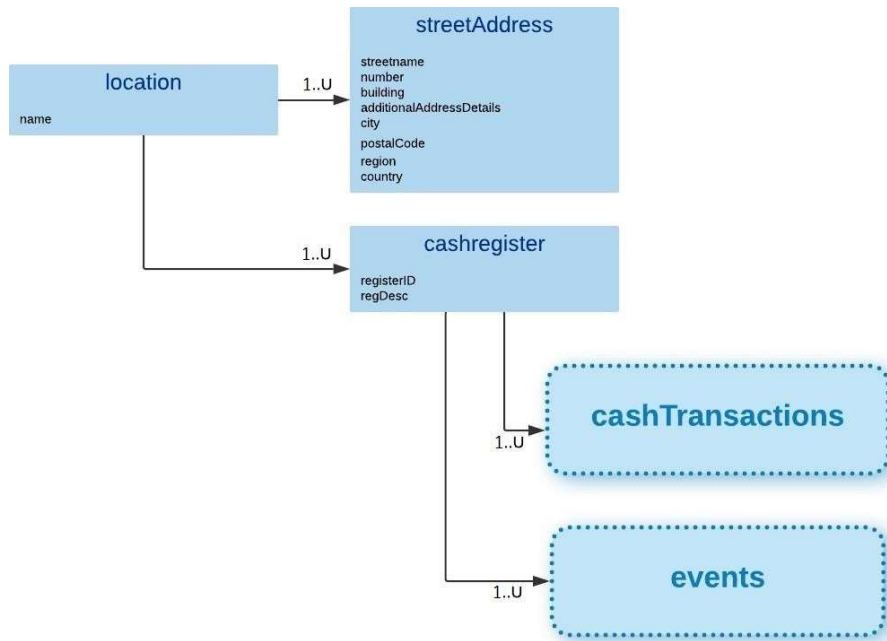 streetAddress
streetname
number
building
additionalAddressDetails
city
postalCode
region
country
location
name
1..U
1..U
cashregister
registerID
regDesc
cashTransactions
1..U
events
1..U